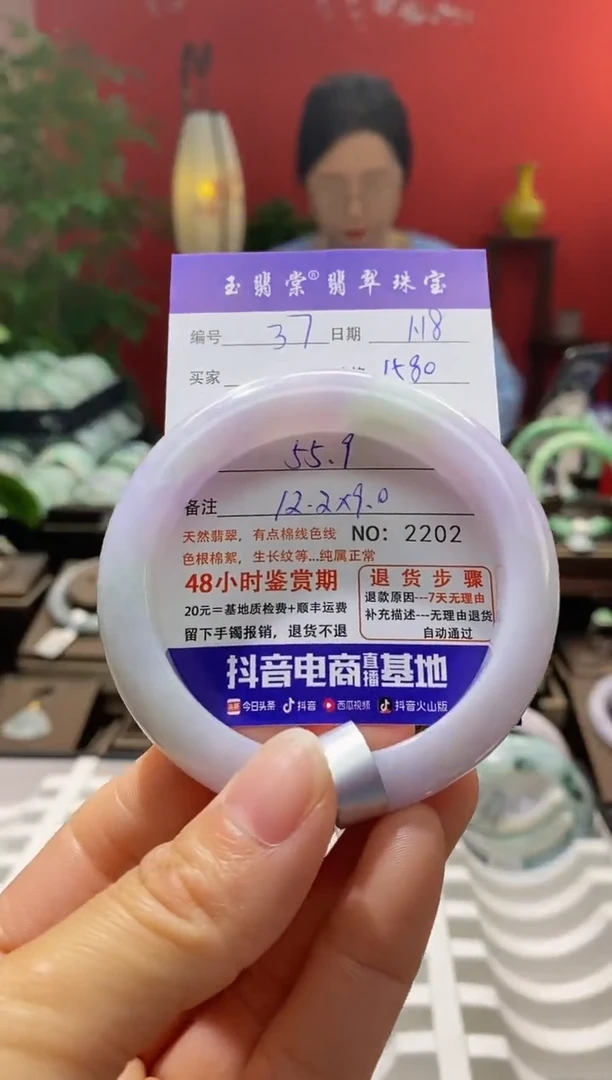 玉翡棠®翡翠珠宝
编号 37 日期 1.18
买家 1580
55.9
备注 12.2x9.0
天然翡翠，有点棉线色线 NO: 2202
色根棉絮，生长纹等...纯属正常
48小时鉴赏期 退货步骤
20元=基地质检费+顺丰运费 退款原因---7天无理由
留下手镯报销，退货不退 补充描述---无理由退货
自动通过
抖音电商直播基地
头条 今日头条 抖音 西瓜视频 抖音火山版